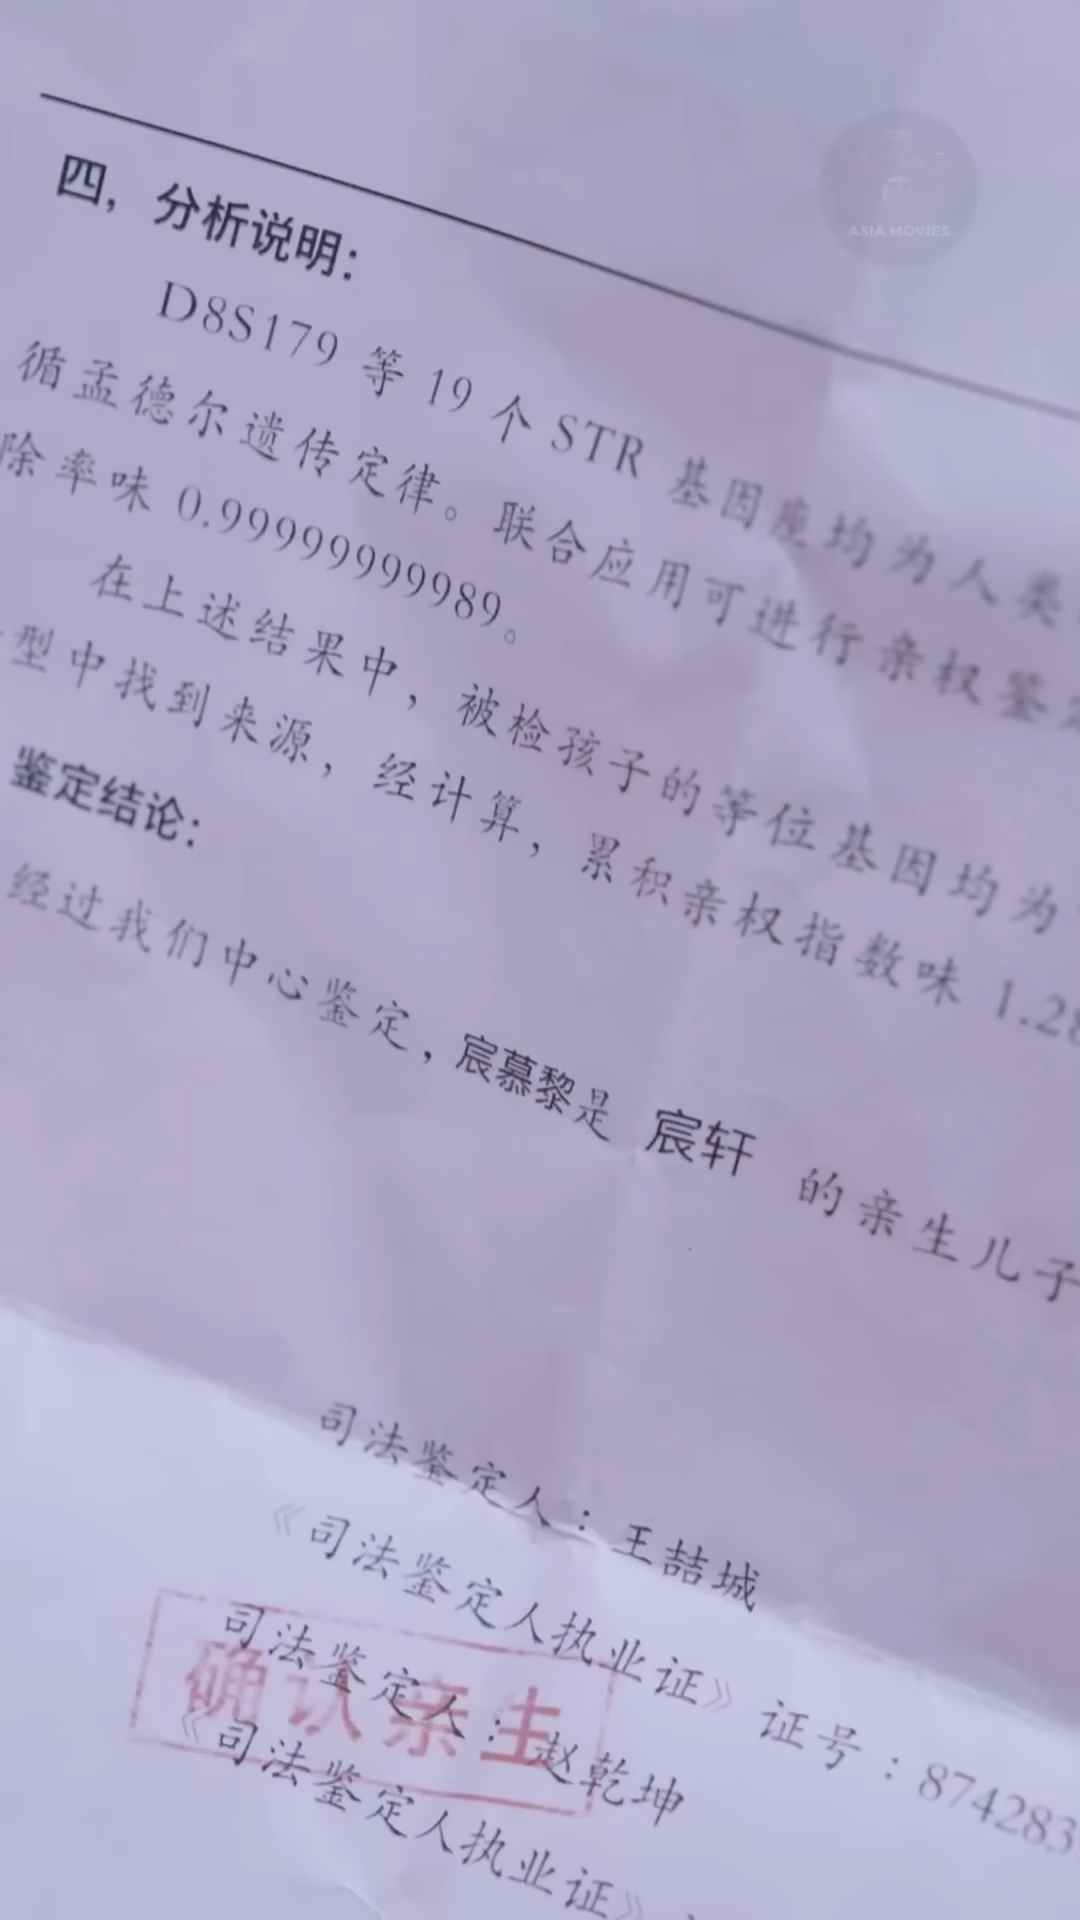 ASIA MOVIES
四，分析说明：
D8S179 等 19 个 STR 基因座均为人类
循孟德尔遗传定律。联合应用可进行亲权鉴定
除率味 0.99999999989。
在上述结果中，被检孩子的等位基因均为
型中找到来源，经计算，累积亲权指数味 1.28
鉴定结论：
经过我们中心鉴定，宸慕黎是 宸轩 的亲生儿子
司法鉴定人：王喆城
《司法鉴定人执业证》证号：874283
司法鉴定人：赵乾坤
确认亲生
《司法鉴定人执业证》